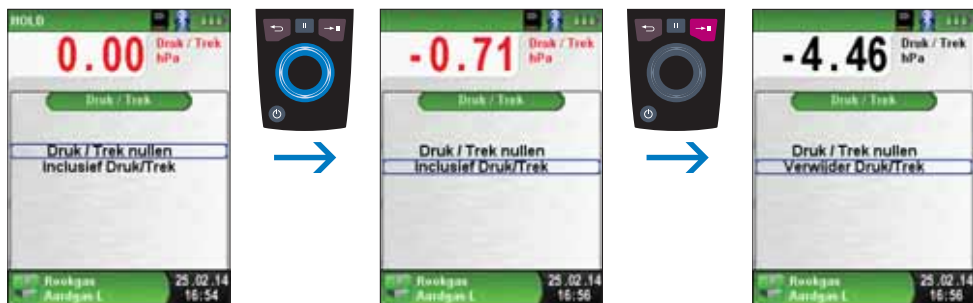 HOLD
0.00 Druk / Trek
hPa
Druk / Trek
Druk / Trek nullen
Inclusief Druk/Trek
Rookgas 25.02.14
Aardgas L 16:54
-0.71 Druk / Trek
hPa
Druk / Trek
Druk / Trek nullen
Inclusief Druk/Trek
Rookgas 25.02.14
Aardgas L 16:56
-4.46 Druk / Trek
hPa
Druk / Trek
Druk / Trek nullen
Verwijder Druk/Trek
Rookgas 25.02.14
Aardgas L 16:56